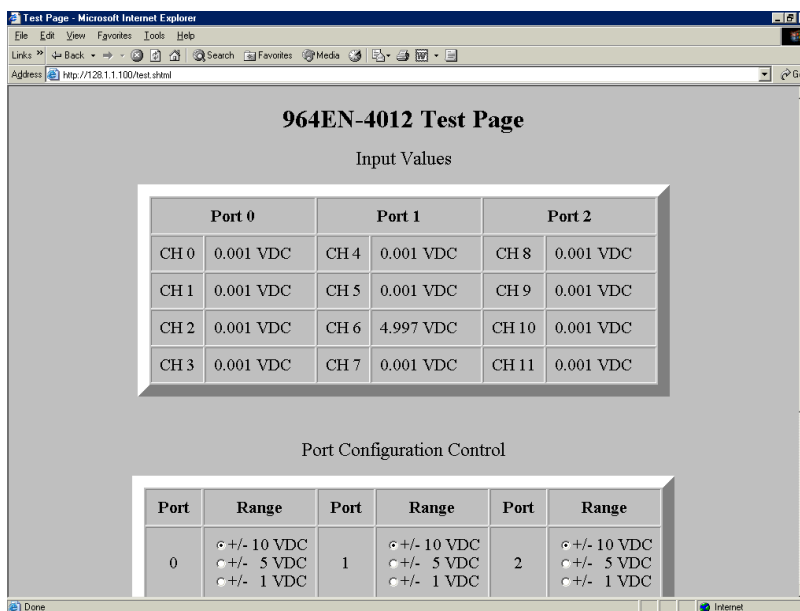 Test Page - Microsoft Internet Explorer
File Edit View Favorites Tools Help
Links » Back Search Favorites Media
Address http://128.1.1.100/test.shtml
964EN-4012 Test Page
Input Values
Port 0 Port 1 Port 2
CH 0 0.001 VDC CH 4 0.001 VDC CH 8 0.001 VDC
CH 1 0.001 VDC CH 5 0.001 VDC CH 9 0.001 VDC
CH 2 0.001 VDC CH 6 4.997 VDC CH 10 0.001 VDC
CH 3 0.001 VDC CH 7 0.001 VDC CH 11 0.001 VDC
Port Configuration Control
Port Range Port Range Port Range
+/- 10 VDC +/- 10 VDC +/- 10 VDC
0 +/- 5 VDC 1 +/- 5 VDC 2 +/- 5 VDC
+/- 1 VDC +/- 1 VDC +/- 1 VDC
Done Internet